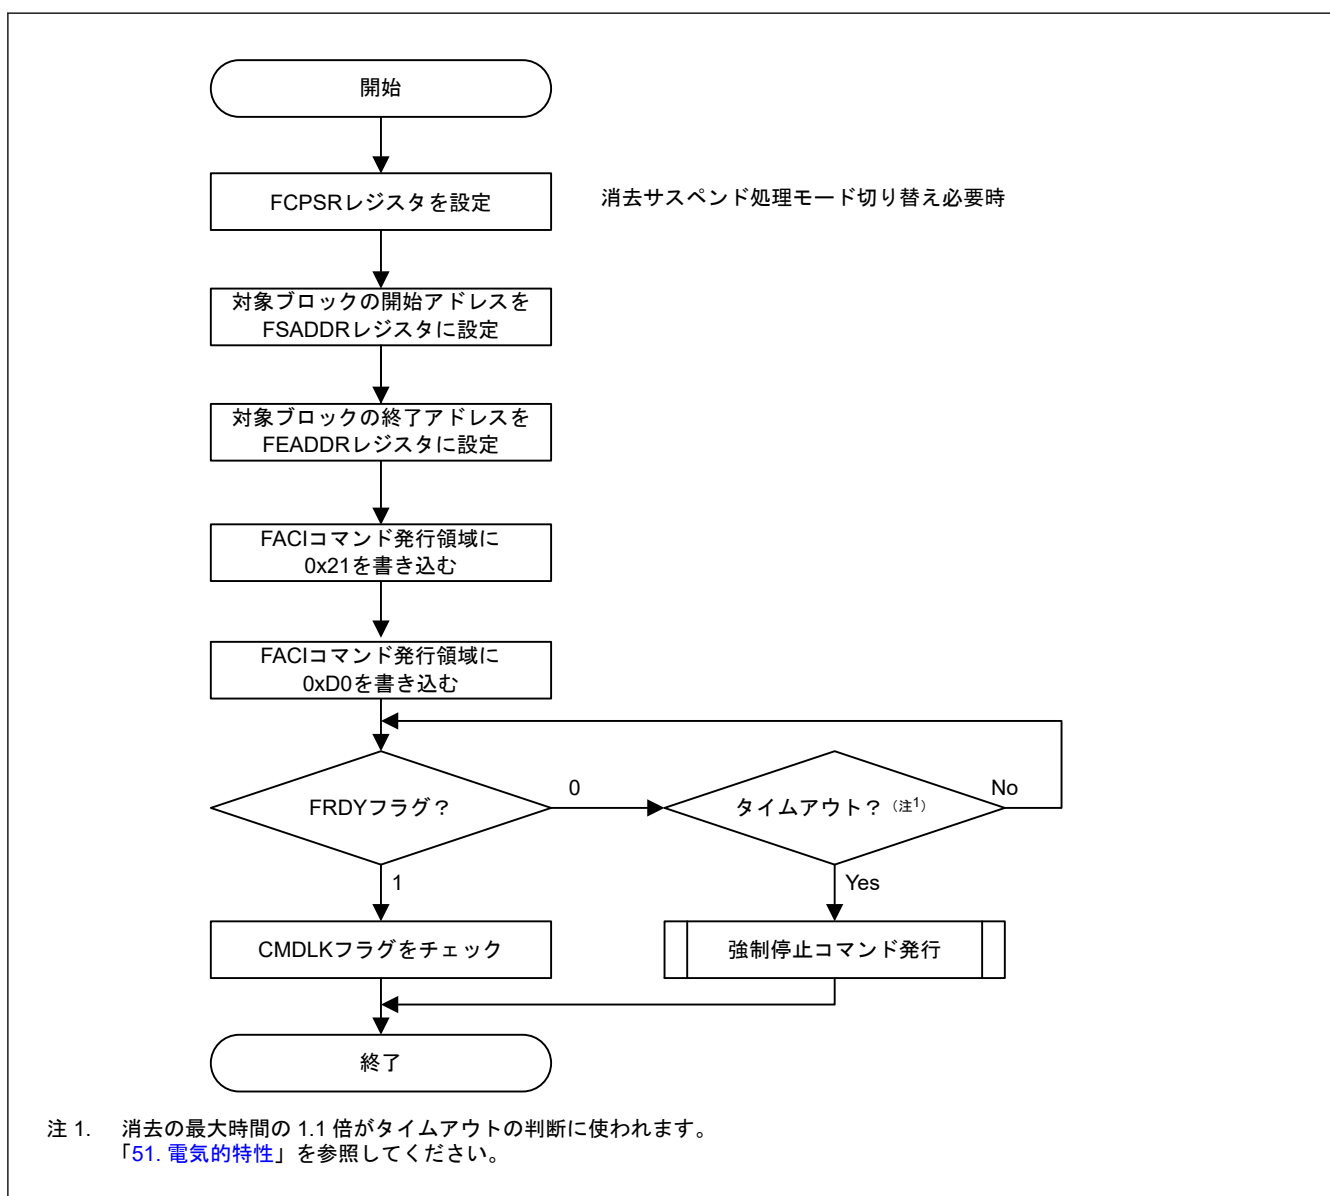 開始
FCPSRレジスタを設定
消去サスペンド処理モード切り替え必要時
対象ブロックの開始アドレスを
FSADDRレジスタに設定
対象ブロックの終了アドレスを
FEADDRレジスタに設定
FACIコマンド発行領域に
0x21を書き込む
FACIコマンド発行領域に
0xD0を書き込む
FRDYフラグ？
0
タイムアウト？（注1）
No
1
Yes
CMDLKフラグをチェック
強制停止コマンド発行
終了
注 1. 消去の最大時間の 1.1 倍がタイムアウトの判断に使われます。
「51. 電気的特性」を参照してください。